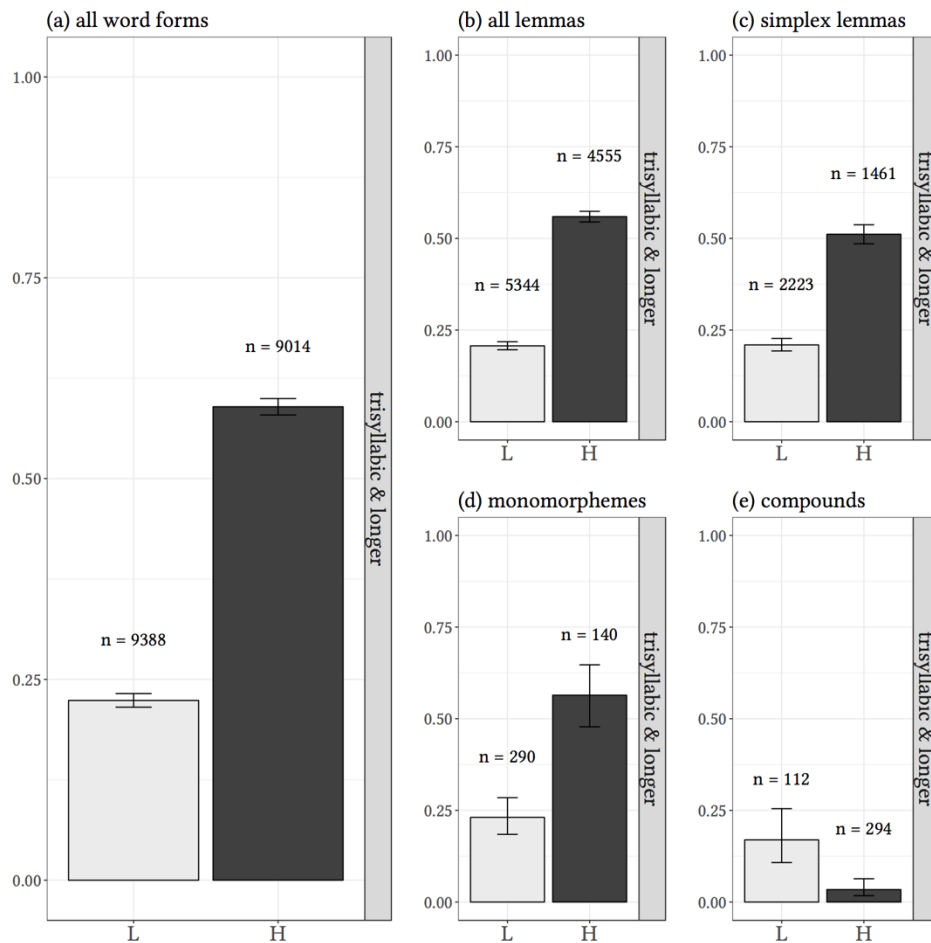 (a) all word forms
1.00
0.75
0.50
0.25
0.00
n = 9388
n = 9014
L
H
trisyllabic & longer
(b) all lemmas
1.00
0.75
0.50
0.25
0.00
n = 5344
n = 4555
L
H
trisyllabic & longer
(c) simplex lemmas
1.00
0.75
0.50
0.25
0.00
n = 2223
n = 1461
L
H
trisyllabic & longer
(d) monomorphemes
1.00
0.75
0.50
0.25
0.00
n = 290
n = 140
L
H
trisyllabic & longer
(e) compounds
1.00
0.75
0.50
0.25
0.00
n = 112
n = 294
L
H
trisyllabic & longer